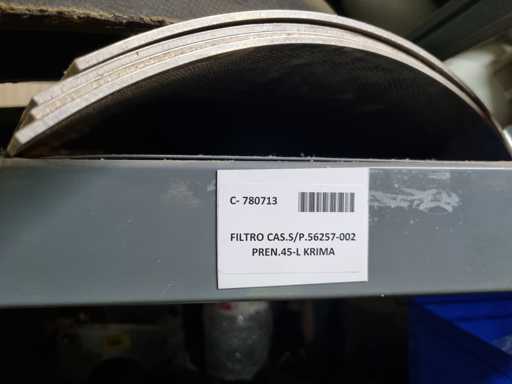 C- 780713
FILTRO CAS.S/P.56257-002
PREN.45-L KRIMA